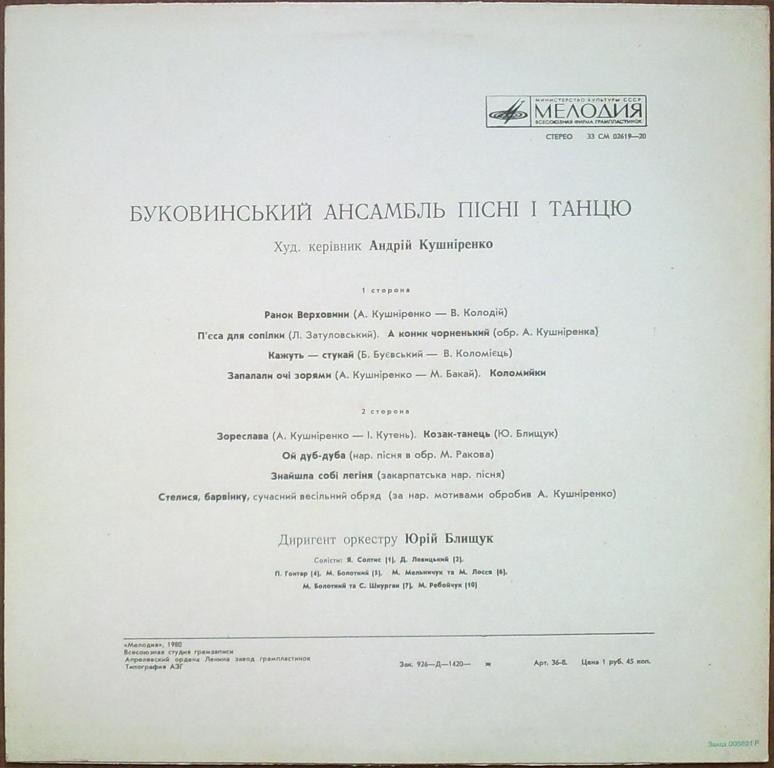 МИНИСТЕРСТВО КУЛЬТУРЫ СССР
МЕЛОДИЯ
ВСЕСОЮЗНАЯ ФИРМА ГРАМПЛАСТИНОК
СТЕРЕО 33 СМ 02619—20
БУКОВИНСЬКИЙ АНСАМБЛЬ ПІСНІ І ТАНЦЮ
Худ. керівник Андрій Кушніренко
1 сторона
Ранок Верховини (А. Кушніренко — В. Колодій)
П'єса для сопілки (Л. Затуловський). А коник чорненький (обр. А. Кушніренка)
Кажуть — стукай (Б. Буєвський — В. Коломієць)
Запалали очі зорями (А. Кушніренко — М. Бакай). Коломийки
2 сторона
Зореслава (А. Кушніренко — І. Кутень). Козак-танець (Ю. Блищук)
Ой дуб-дуба (нар. пісня в обр. М. Ракова)
Знайшла собі легіня (закарпатська нар. пісня)
Стелися, барвінку, сучасний весільний обряд (за нар. мотивами обробив А. Кушніренко)
Диригент оркестру Юрій Блищук
Солісти: Я. Солтис (1), Д. Левицький (2),
П. Гонтар (4), М. Болотний (5), М. Мельничук та М. Лосєв (6),
М. Болотний та С. Шкурган (7), М. Ребойчук (10)
«Мелодия», 1980
Всесоюзная студия грамзаписи
Апрелевский ордена Ленина завод грампластинок
Типография АЗГ
Зак. 926—Д—1420— ж Арт. 36-8. Цена 1 руб. 45 коп.